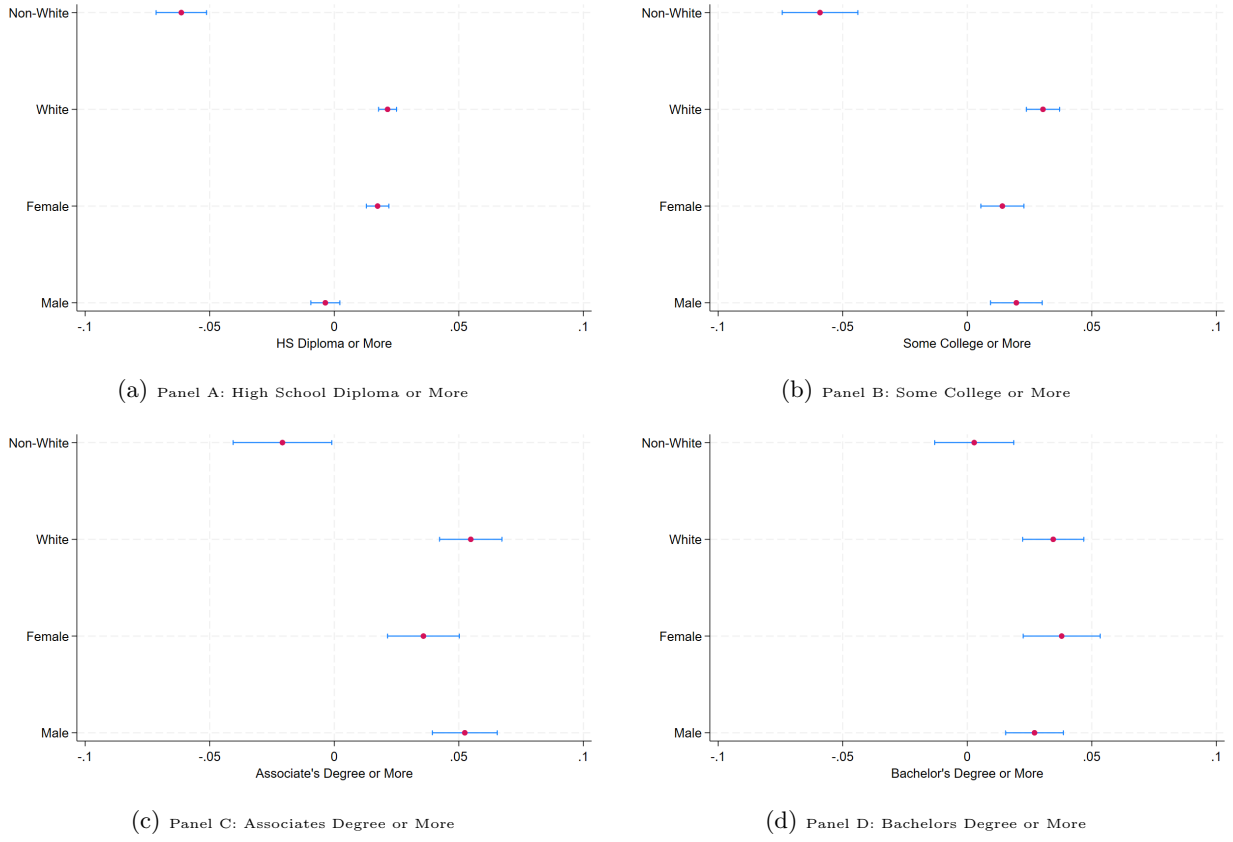 Non-White
White
Female
Male
-.1 -.05 0 .05 .1
HS Diploma or More
(a) Panel A: High School Diploma or More
Non-White
White
Female
Male
-.1 -.05 0 .05 .1
Some College or More
(b) Panel B: Some College or More
Non-White
White
Female
Male
-.1 -.05 0 .05 .1
Associate's Degree or More
(c) Panel C: Associates Degree or More
Non-White
White
Female
Male
-.1 -.05 0 .05 .1
Bachelor's Degree or More
(d) Panel D: Bachelors Degree or More